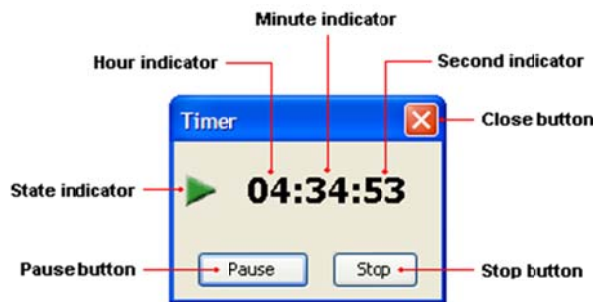 Minute indicator
Hour indicator
Second indicator
Timer
Close button
State indicator
04:34:53
Pause button
Pause
Stop
Stop button